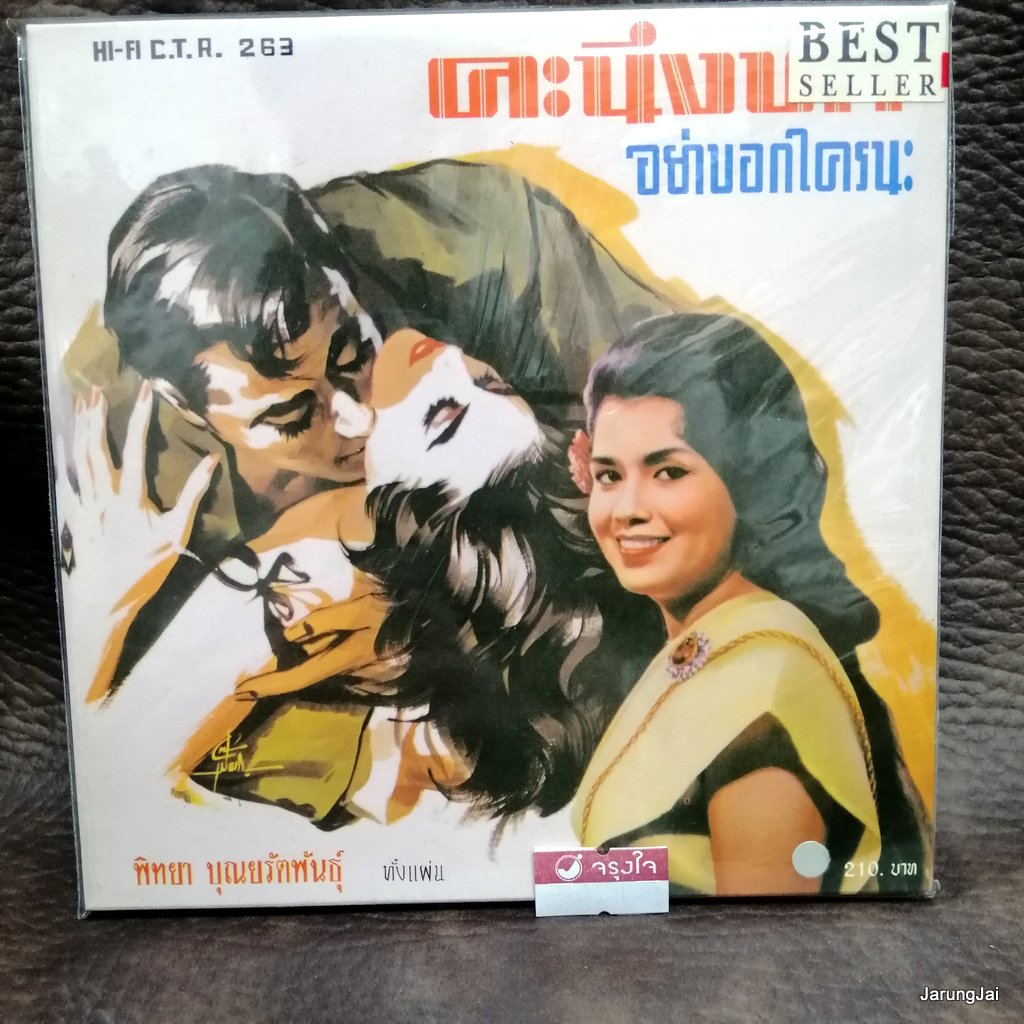 HI-FI C.T.R. 263
BEST
SELLER
อย่าบอกใครนะ
พิทยา บุณยรัตพันธุ์ ทั้งแผ่น
จรุงใจ
210. บาท
JarungJai